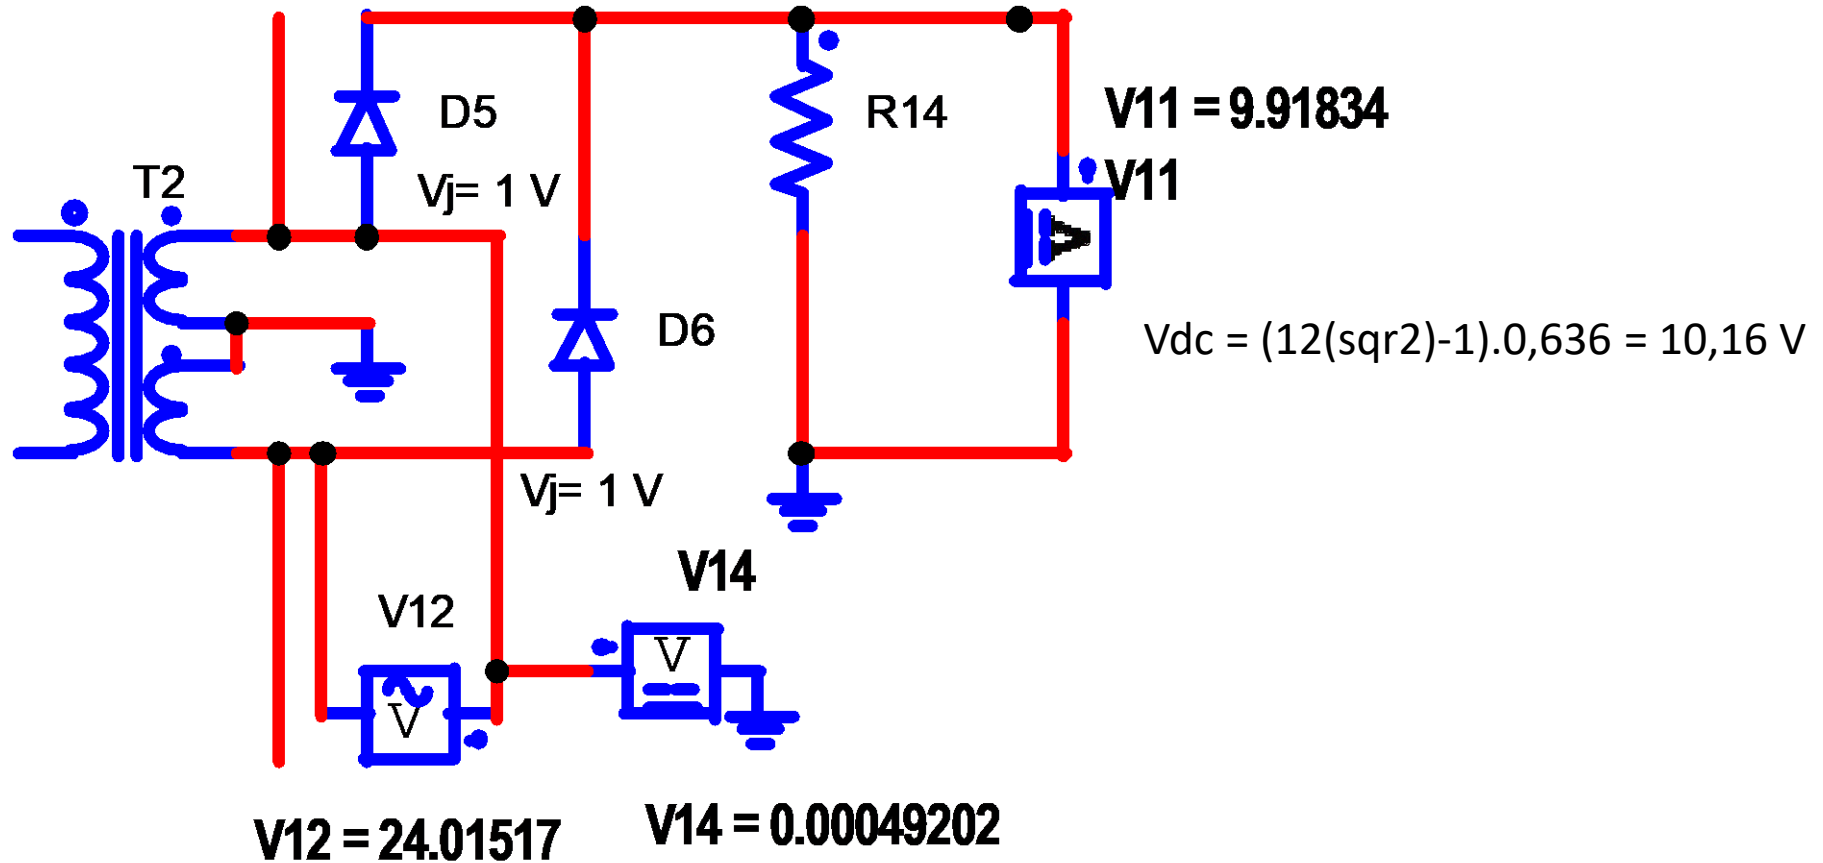 D5
R14
V11 = 9.91834
V11
T2
Vj= 1 V
V
D6
Vdc = (12(sqr2)-1).0,636 = 10,16 V
Vj= 1 V
V14
V12
V
V
V14 = 0.00049202
V12 = 24.01517